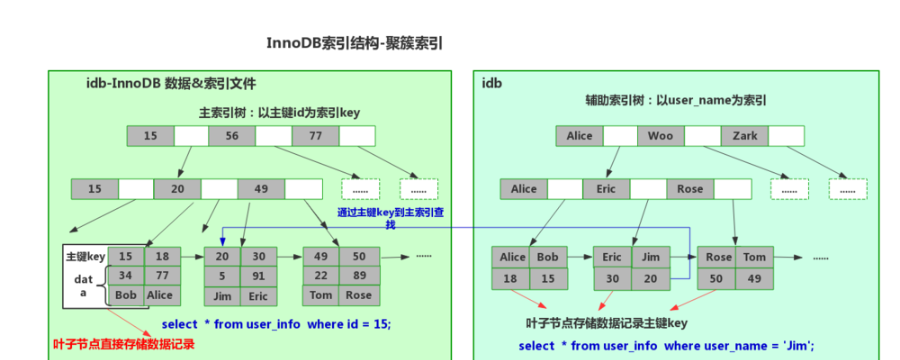 InnoDB索引结构-聚簇索引
idb-InnoDB 数据&索引文件
主索引树：以主键id为索引key
15 56 77
15 20 49 ...... ......
通过主键key到主索引查
找
主键key 15 18 20 30 49 50 ......
dat
a
34 77 5 91 22 89
Bob Alice Jim Eric Tom Rose
select * from user_info where id = 15;
叶子节点直接存储数据记录
idb
辅助索引树：以user_name为索引
Alice Woo Zark
Alice Eric Rose ...... ......
Alice Bob Eric Jim Rose Tom ......
18 15 30 20 50 49
叶子节点存储数据记录主键key
select * from user_info where user_name = 'Jim';